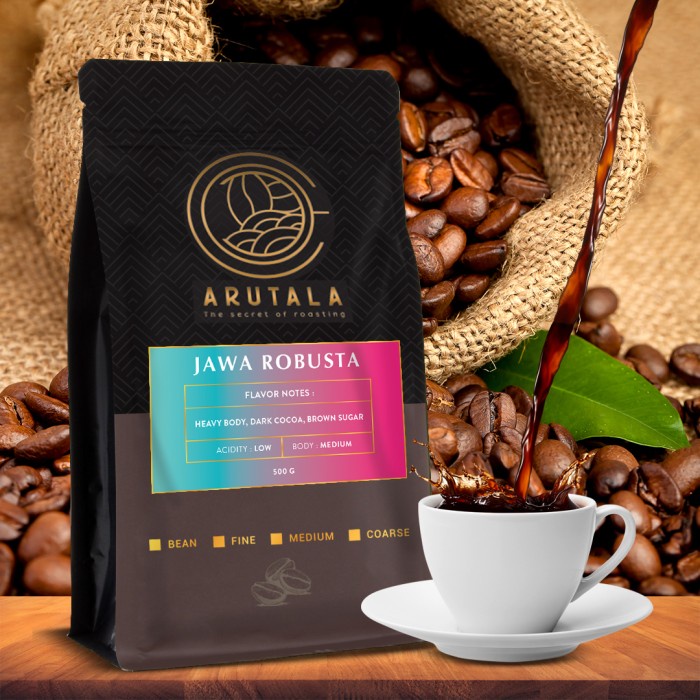 ARUTALA
The secret of roasting
JAWA ROBUSTA
FLAVOR NOTES :
HEAVY BODY, DARK COCOA, BROWN SUGAR
ACIDITY : LOW BODY : MEDIUM
500 G
BEAN FINE MEDIUM COARSE